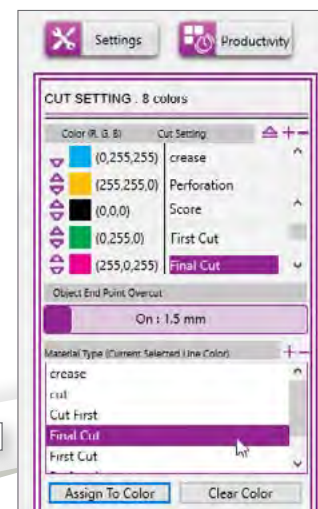 Settings
Productivity
CUT SETTING : 8 colors
Color (R, G, B) Cut Setting
(0,255,255) crease
(255,255,0) Perforation
(0,0,0) Score
(0,255,0) First Cut
(255,0,255) Final Cut
Object End Point Overcut
On : 1.5 mm
Material Type (Current Selected Line Color)
crease
cut
Cut First
Final Cut
First Cut
Assign To Color Clear Color